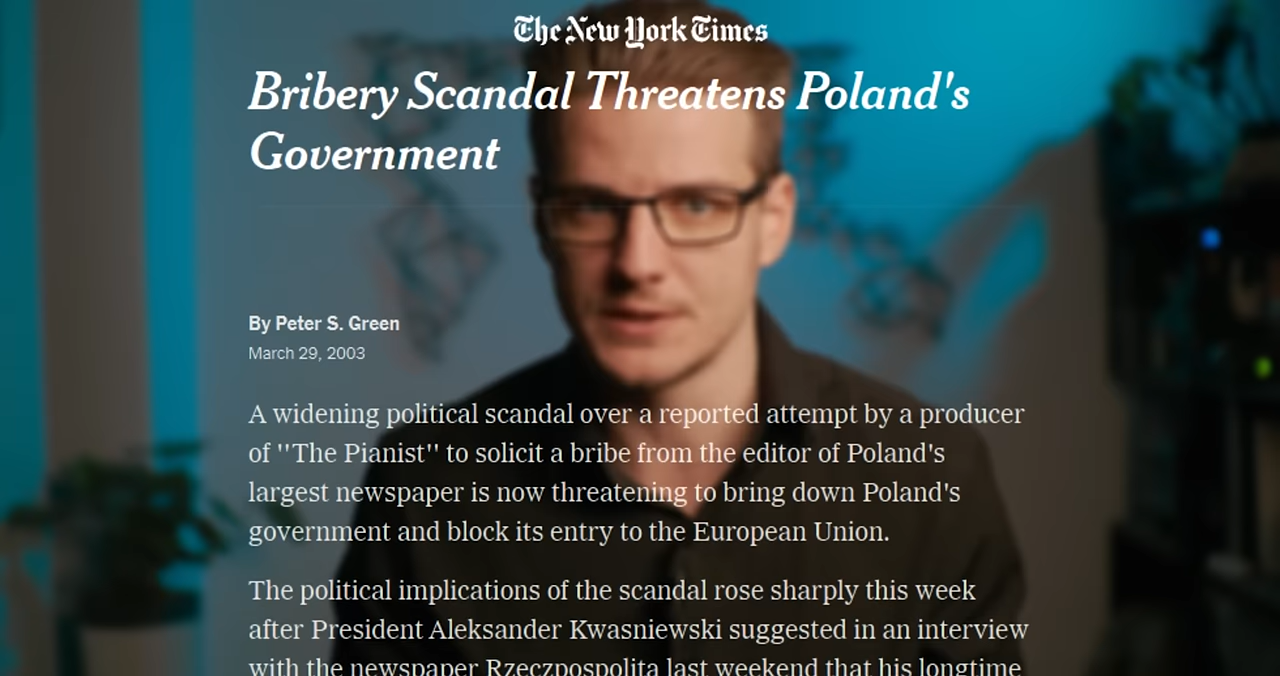 The New York Times
Bribery Scandal Threatens Poland's
Government
By Peter S. Green
March 29, 2003
A widening political scandal over a reported attempt by a producer
of ''The Pianist'' to solicit a bribe from the editor of Poland's
largest newspaper is now threatening to bring down Poland's
government and block its entry to the European Union.
The political implications of the scandal rose sharply this week
after President Aleksander Kwasniewski suggested in an interview
with the newspaper Rzeczpospolita last weekend that his longtime